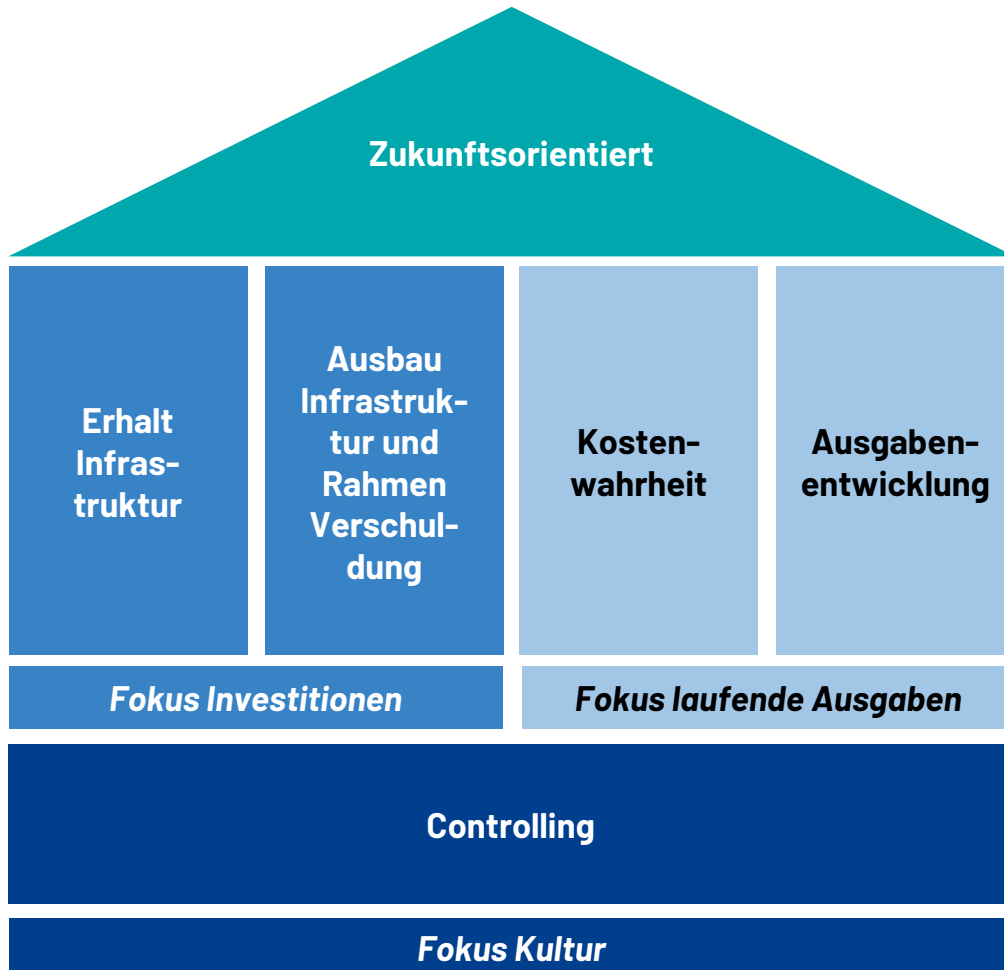 Zukunftsorientiert
Erhalt
Infras-
truktur
Ausbau
Infrastruk-
tur und
Rahmen
Verschul-
dung
Kosten-
wahrheit
Ausgaben-
entwicklung
Fokus Investitionen
Fokus laufende Ausgaben
Controlling
Fokus Kultur